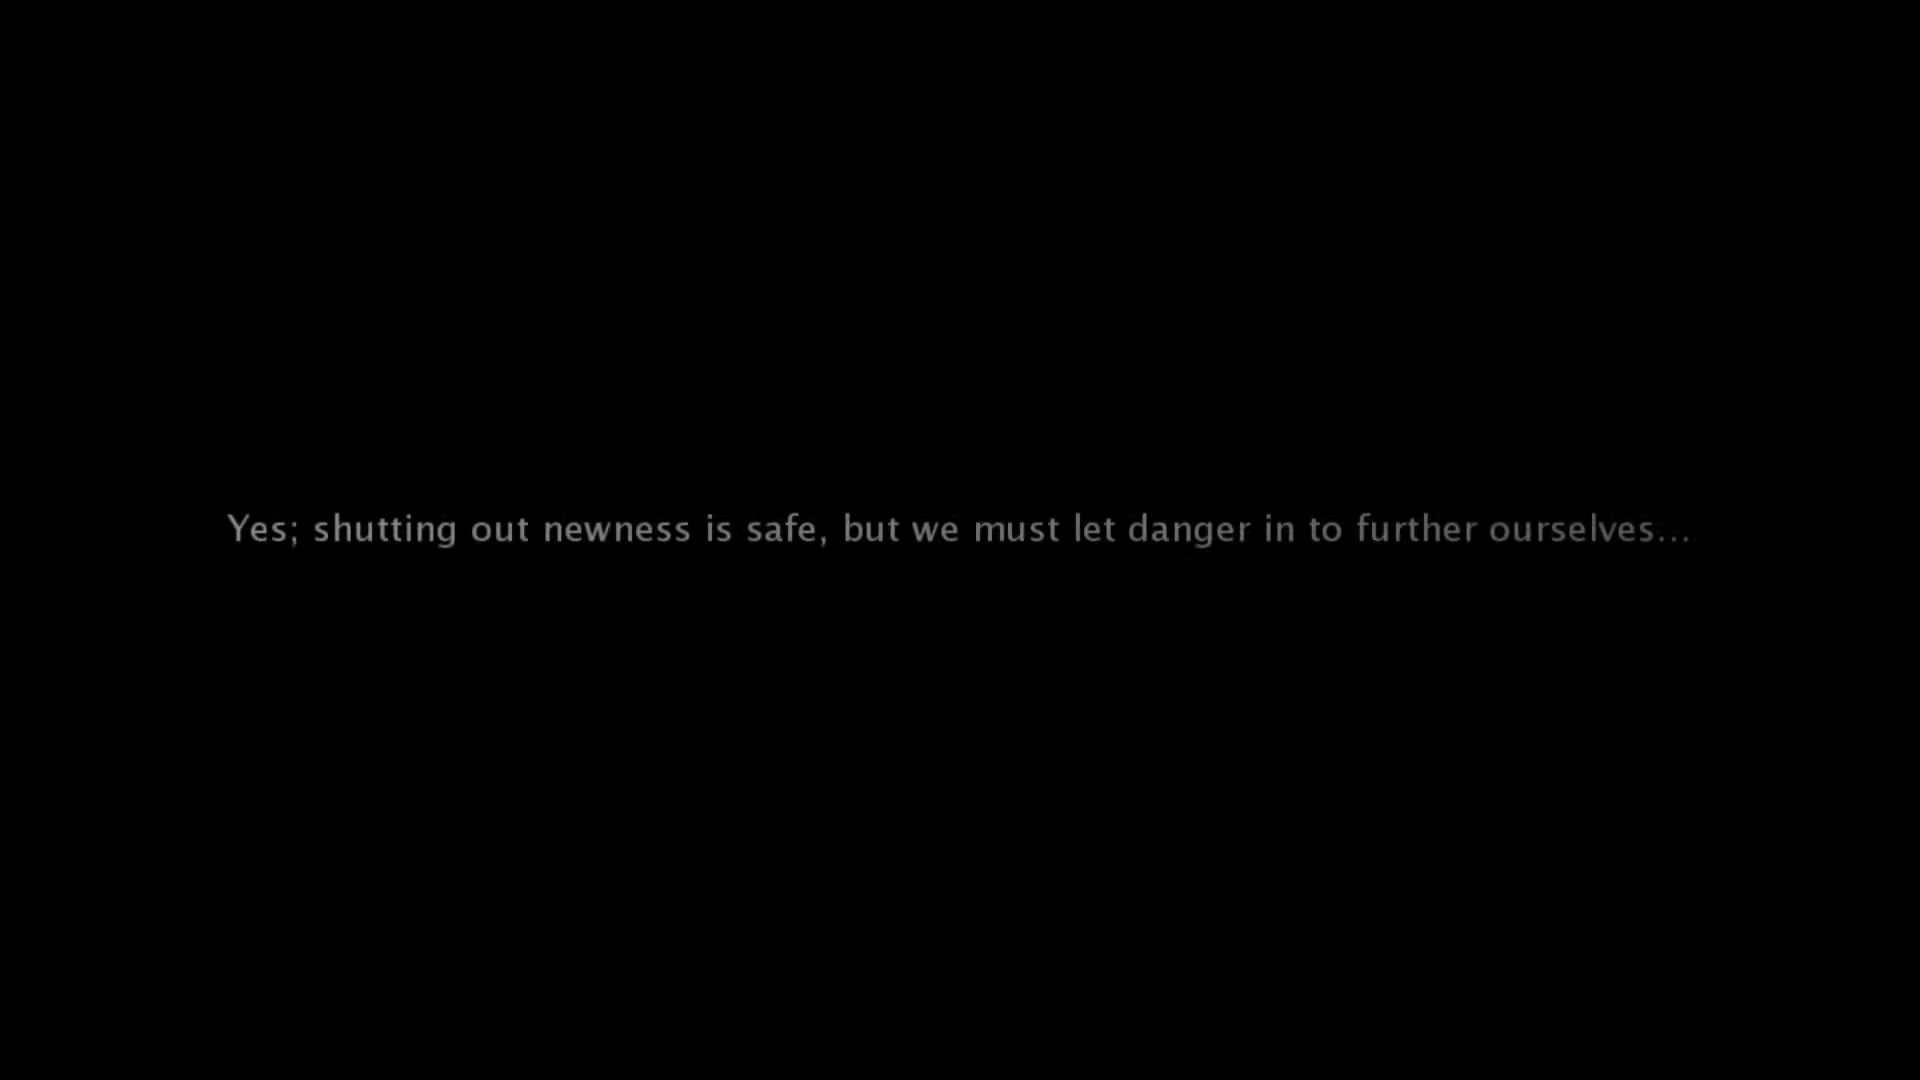 Yes; shutting out newness is safe, but we must let danger in to further ourselves...